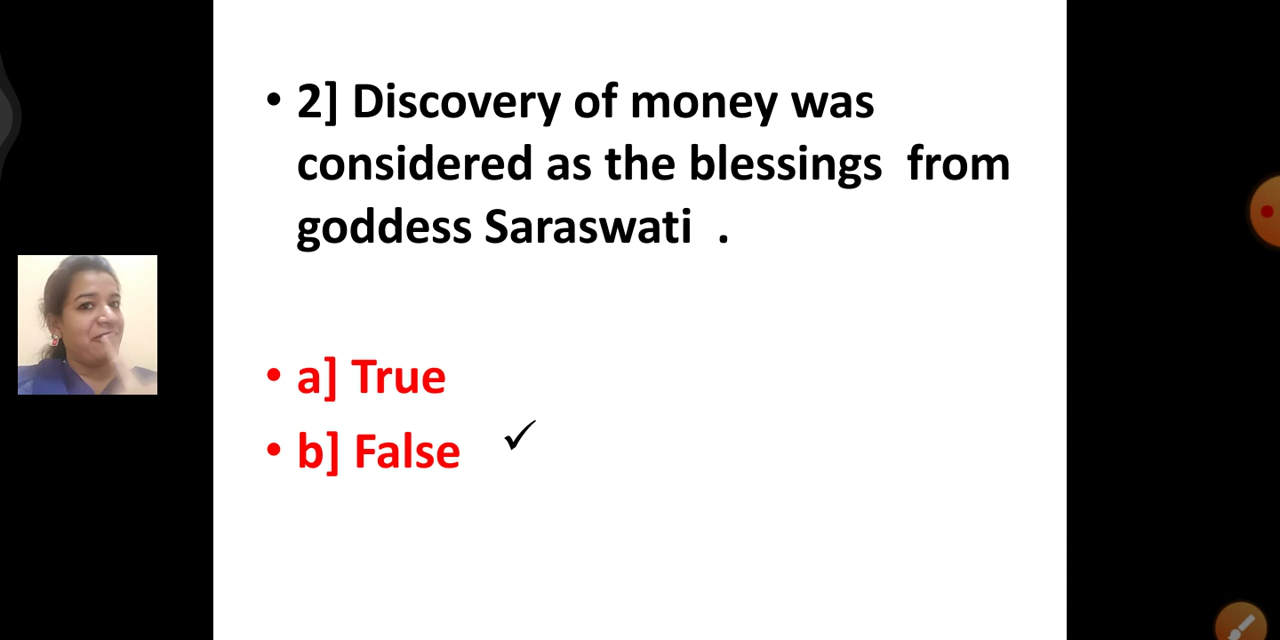 • 2] Discovery of money was
considered as the blessings from
goddess Saraswati .
• a] True
• b] False ✓